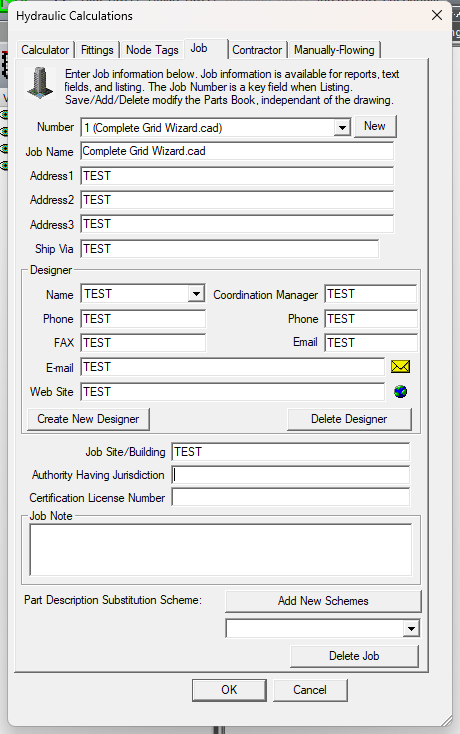 Hydraulic Calculations
Calculator Fittings Node Tags Job Contractor Manually-Flowing
Enter Job information below. Job information is available for reports, text
fields, and listing. The Job Number is a key field when Listing.
Save/Add/Delete modify the Parts Book, independant of the drawing.
Number 1 (Complete Grid Wizard.cad) New
Job Name Complete Grid Wizard.cad
Address1 TEST
Address2 TEST
Address3 TEST
Ship Via TEST
Designer
Name TEST Coordination Manager TEST
Phone TEST Phone TEST
FAX TEST Email TEST
E-mail TEST
Web Site TEST
Create New Designer Delete Designer
Job Site/Building TEST
Authority Having Jurisdiction
Certification License Number
Job Note
Part Description Substitution Scheme: Add New Schemes
Delete Job
OK Cancel